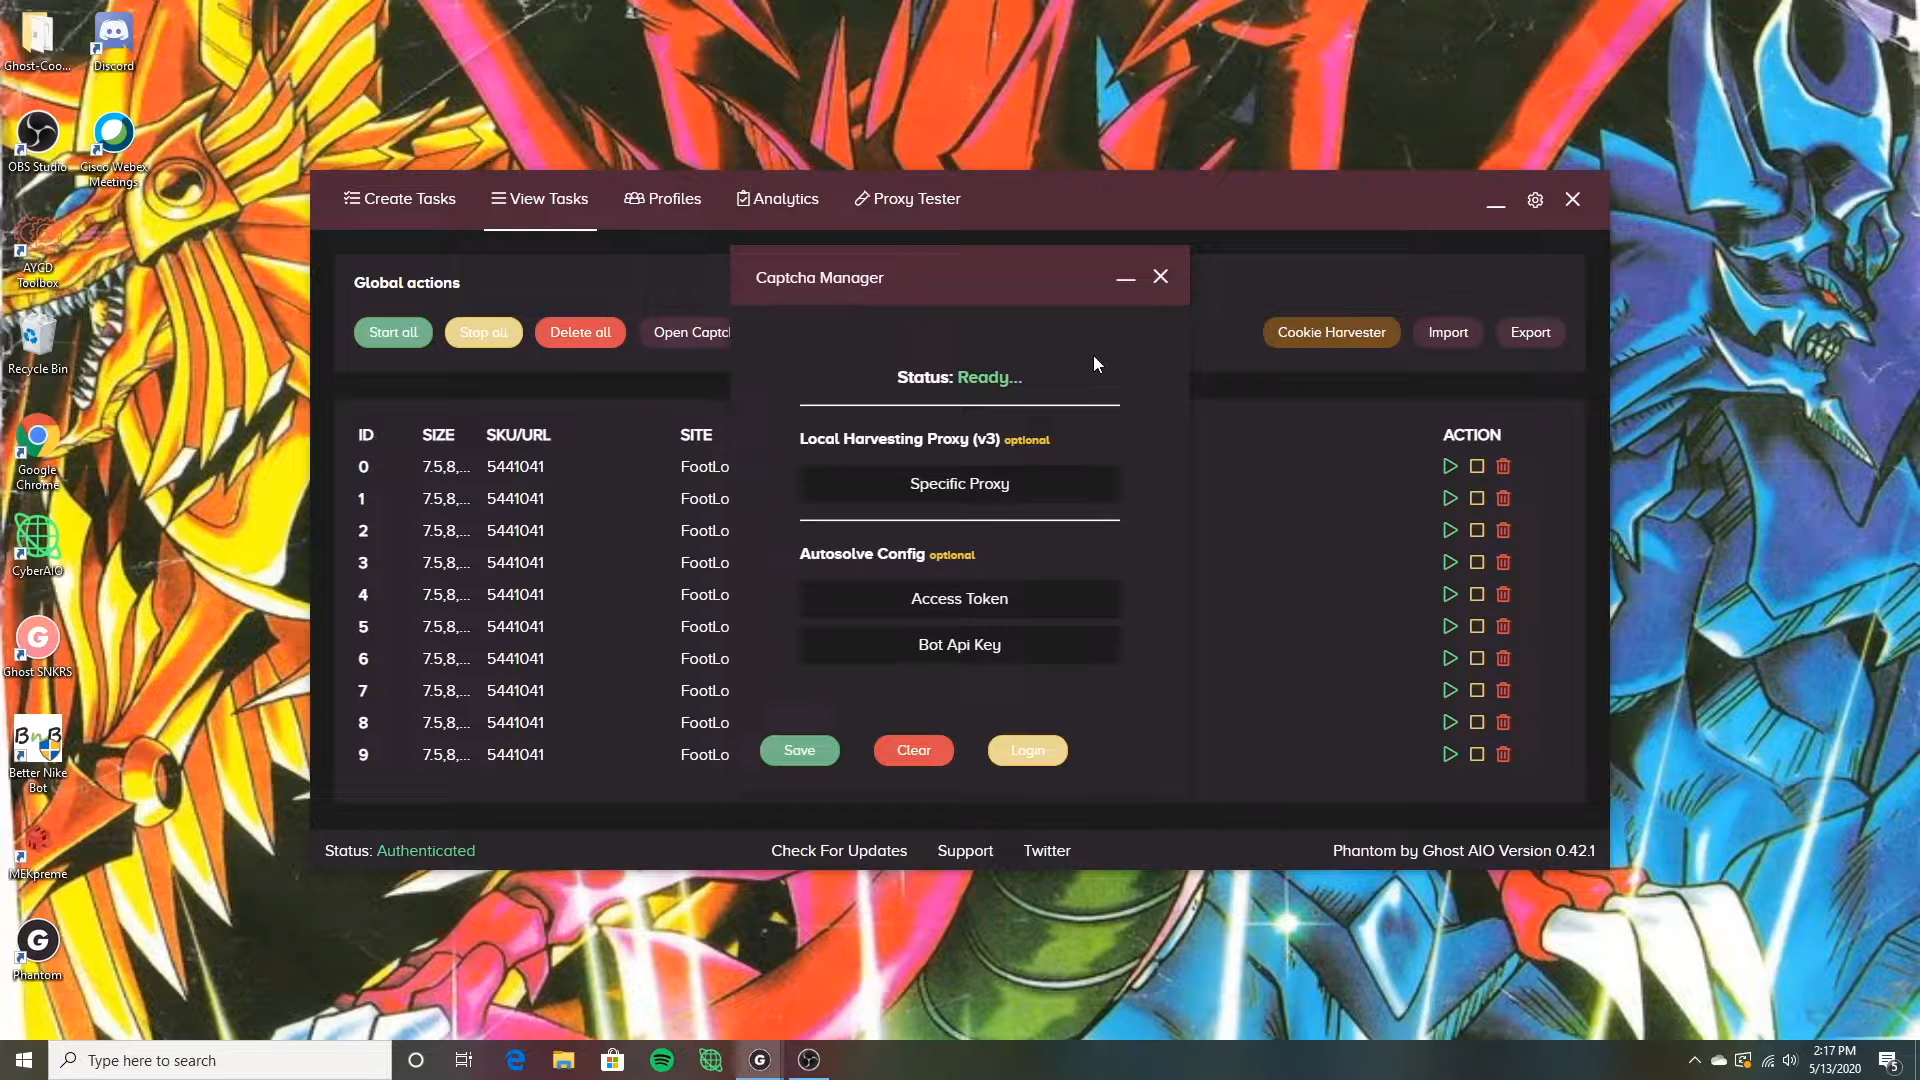 Ghost-Coo...
Discord
OBS Studio
Cisco Webex
Meetings
AYCD
Toolbox
Recycle Bin
Google
Chrome
CyberAIO
G
Ghost SNKRS
BnB
Better Nike
Bot
MEKpreme
G
Phantom
Create Tasks
View Tasks
Profiles
Analytics
Proxy Tester
Global actions
Start all
Stop all
Delete all
Open Captc
Cookie Harvester
Import
Export
ID SIZE SKU/URL SITE ACTION
0 7.5,8,... 5441041 FootLo
1 7.5,8,... 5441041 FootLo
2 7.5,8,... 5441041 FootLo
3 7.5,8,... 5441041 FootLo
4 7.5,8,... 5441041 FootLo
5 7.5,8,... 5441041 FootLo
6 7.5,8,... 5441041 FootLo
7 7.5,8,... 5441041 FootLo
8 7.5,8,... 5441041 FootLo
9 7.5,8,... 5441041 FootLo
Captcha Manager
Status: Ready...
Local Harvesting Proxy (v3) optional
Specific Proxy
Autosolve Config optional
Access Token
Bot Api Key
Save
Clear
Login
Status: Authenticated
Check For Updates
Support
Twitter
Phantom by Ghost AIO Version 0.42.1
Type here to search
G
2:17 PM
5/13/2020
5